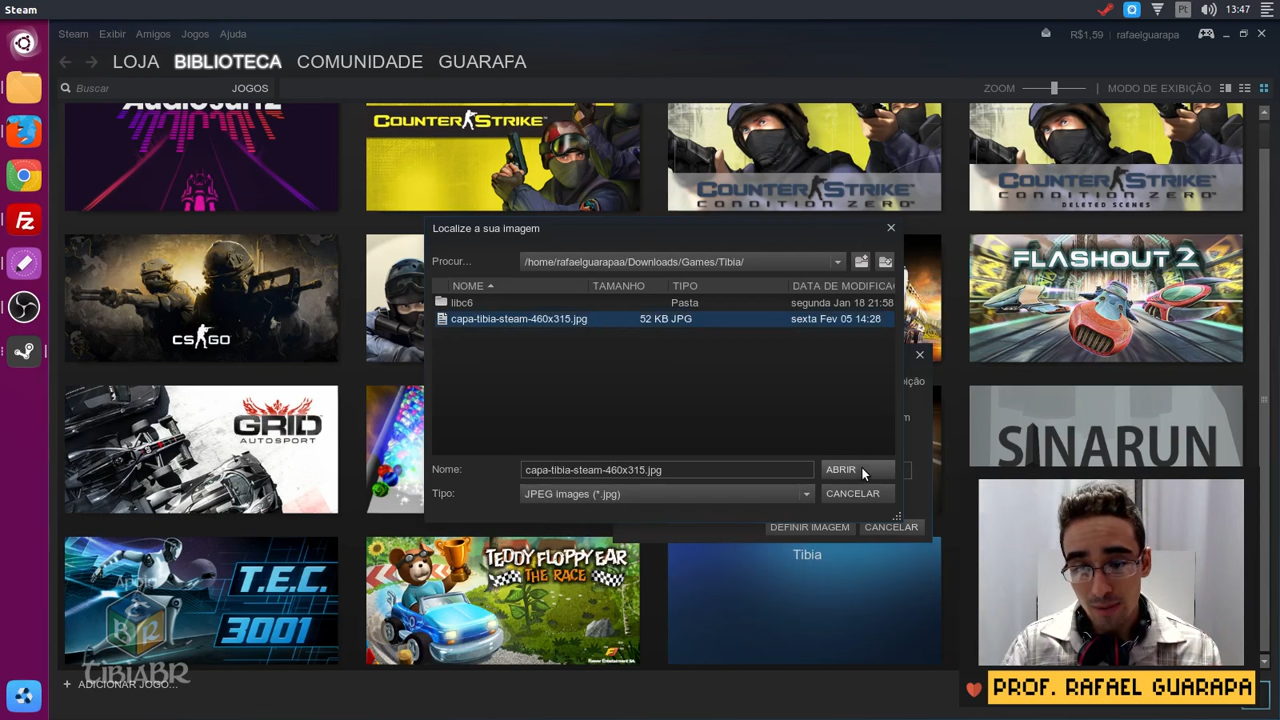 Steam
Pt 13:47
Steam Exibir Amigos Jogos Ajuda
R$1,59 | rafaelguarapa
LOJA BIBLIOTECA COMUNIDADE GUARAFA
Buscar JOGOS
ZOOM | MODO DE EXIBIÇÃO
COUNTER STRIKE
COUNTER STRIKE
CONDITION ZERO
COUNTER STRIKE
CONDITION ZERO
DELETED SCENES
Localize a sua imagem
Procur... /home/rafaelguarapaa/Downloads/Games/Tibia/
NOME TAMANHO TIPO DATA DE MODIFICAÇ
libc6 Pasta segunda Jan 18 21:58
capa-tibia-steam-460x315.jpg 52 KB JPG sexta Fev 05 14:28
Nome: capa-tibia-steam-460x315.jpg ABRIR
Tipo: JPEG images (*.jpg) CANCELAR
bição
m
DEFINIR IMAGEM CANCELAR
CS GO
FLASHOUT 2
GRID
AUTOSPORT
SINARUN
T.E.C.
3001
TEDDY FLOPPY EAR
THE RACE
Tibia
Apoio
TIBIABR
+ ADICIONAR JOGO...
PROF. RAFAEL GUARAPA